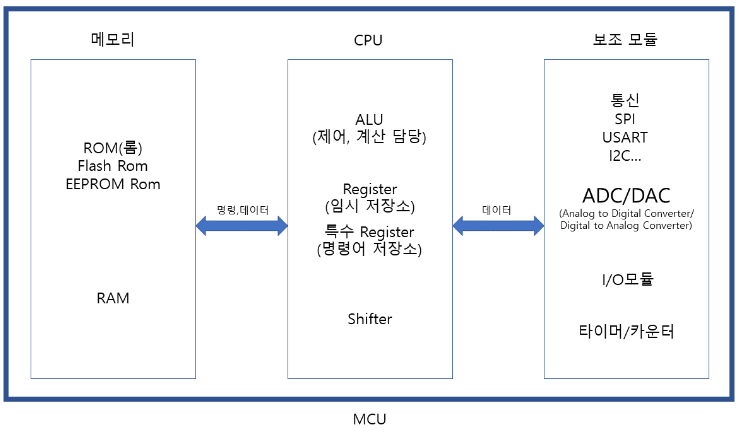 메모리
ROM(롬)
Flash Rom
EEPROM Rom
RAM
명령,데이터
CPU
ALU
(제어, 계산 담당)
Register
(임시 저장소)
특수 Register
(명령어 저장소)
Shifter
데이터
보조 모듈
통신
SPI
USART
I2C...
ADC/DAC
(Analog to Digital Converter/
Digital to Analog Converter)
I/O모듈
타이머/카운터
MCU